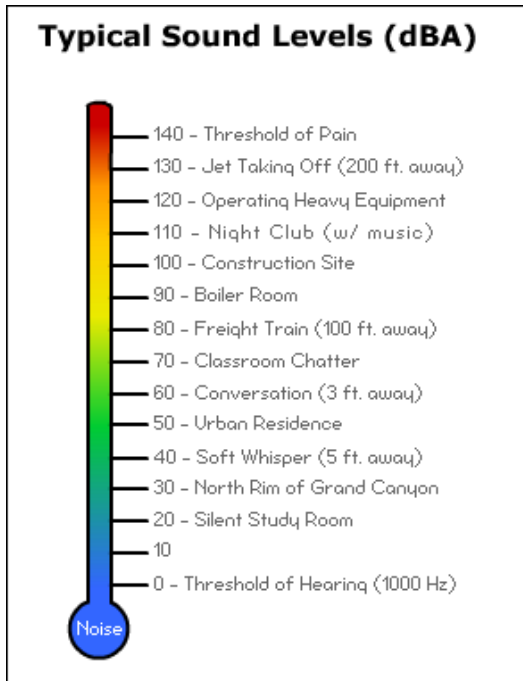 Typical Sound Levels (dBA)
140 - Threshold of Pain
130 - Jet Taking Off (200 ft. away)
120 - Operating Heavy Equipment
110 - Night Club (w/ music)
100 - Construction Site
90 - Boiler Room
80 - Freight Train (100 ft. away)
70 - Classroom Chatter
60 - Conversation (3 ft. away)
50 - Urban Residence
40 - Soft Whisper (5 ft. away)
30 - North Rim of Grand Canyon
20 - Silent Study Room
10
0 - Threshold of Hearing (1000 Hz)
Noise